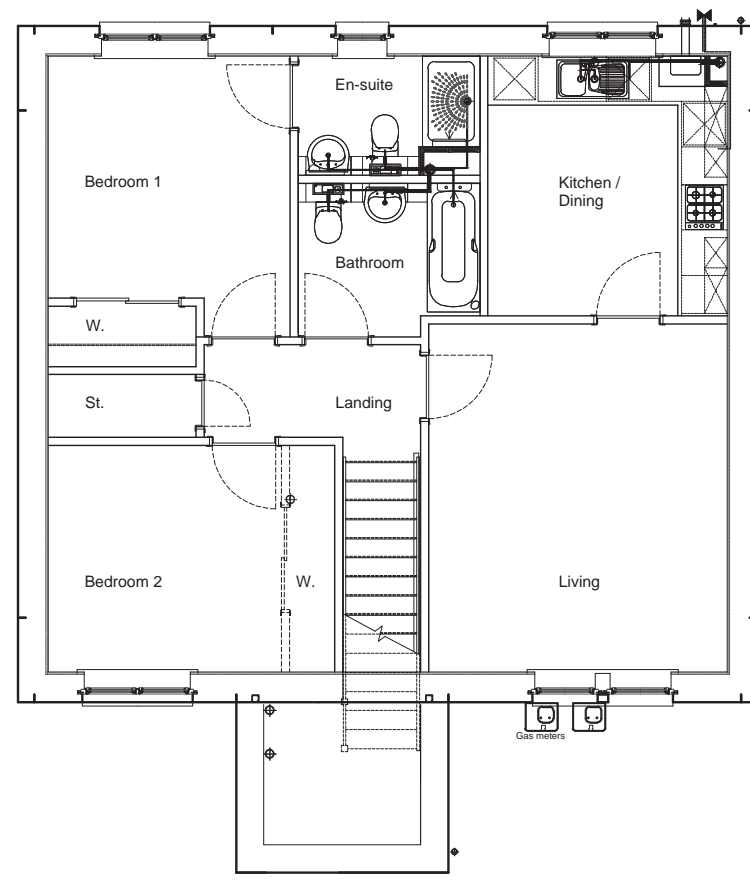 En-suite
Bedroom 1
Kitchen /
Dining
Bathroom
W.
St.
Landing
Bedroom 2
W.
Living
Gas meters